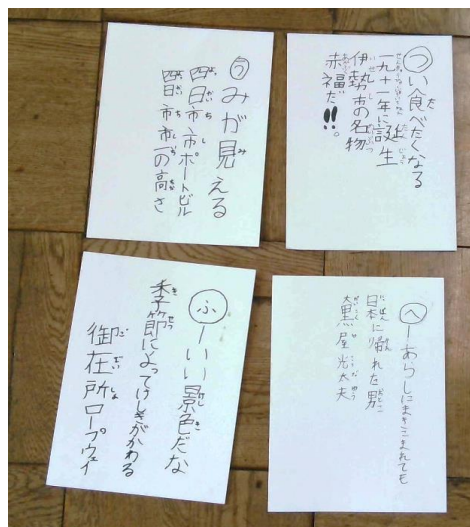 つい食べたくなる
一九十一年に誕生
伊勢市の名物
赤福だ!!。
うみが見える
四日市市ポートビル
四日市市一の高さ
へーあらしにまきこまれても
日本に帰れた男
大黒屋光太夫
ふーいい景色だな
季節によってけしきがかわる
御在所ロープウェイ